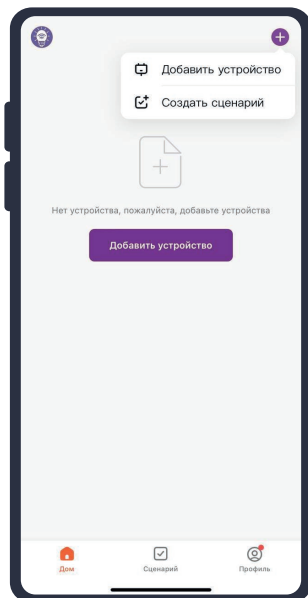 Добавить устройство
Создать сценарий
Нет устройства, пожалуйста, добавьте устройства
Добавить устройство
Дом
Сценарий
Профиль